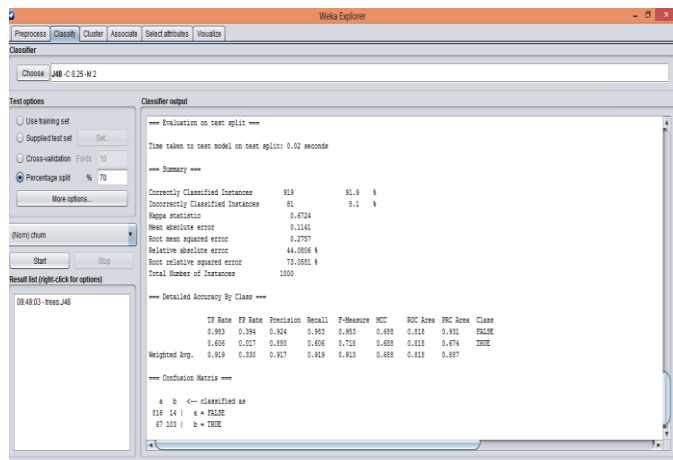 Weka Explorer
Preprocess Classify Cluster Associate Select attributes Visualize
Classifier
Choose J48 -C 0.25 -M 2
Test options
Use training set
Supplied test set Set...
Cross-validation Folds 10
Percentage split % 70
More options...
(Nom) churn
Start Stop
Result list (right-click for options)
09:49:03 - trees.J48
Classifier output
=== Evaluation on test split ===
Time taken to test model on test split: 0.02 seconds
=== Summary ===
Correctly Classified Instances 919 91.9 %
Incorrectly Classified Instances 81 8.1 %
Kappa statistic 0.6724
Mean absolute error 0.1141
Root mean squared error 0.2757
Relative absolute error 44.0806 %
Root relative squared error 73.0581 %
Total Number of Instances 1000
=== Detailed Accuracy By Class ===
TP Rate FP Rate Precision Recall F-Measure MCC ROC Area PRC Area Class
0.983 0.394 0.924 0.983 0.953 0.688 0.818 0.931 FALSE
0.606 0.017 0.880 0.606 0.718 0.688 0.818 0.674 TRUE
Weighted Avg. 0.919 0.330 0.917 0.919 0.913 0.688 0.818 0.887
=== Confusion Matrix ===
a b <-- classified as
816 14 | a = FALSE
67 103 | b = TRUE